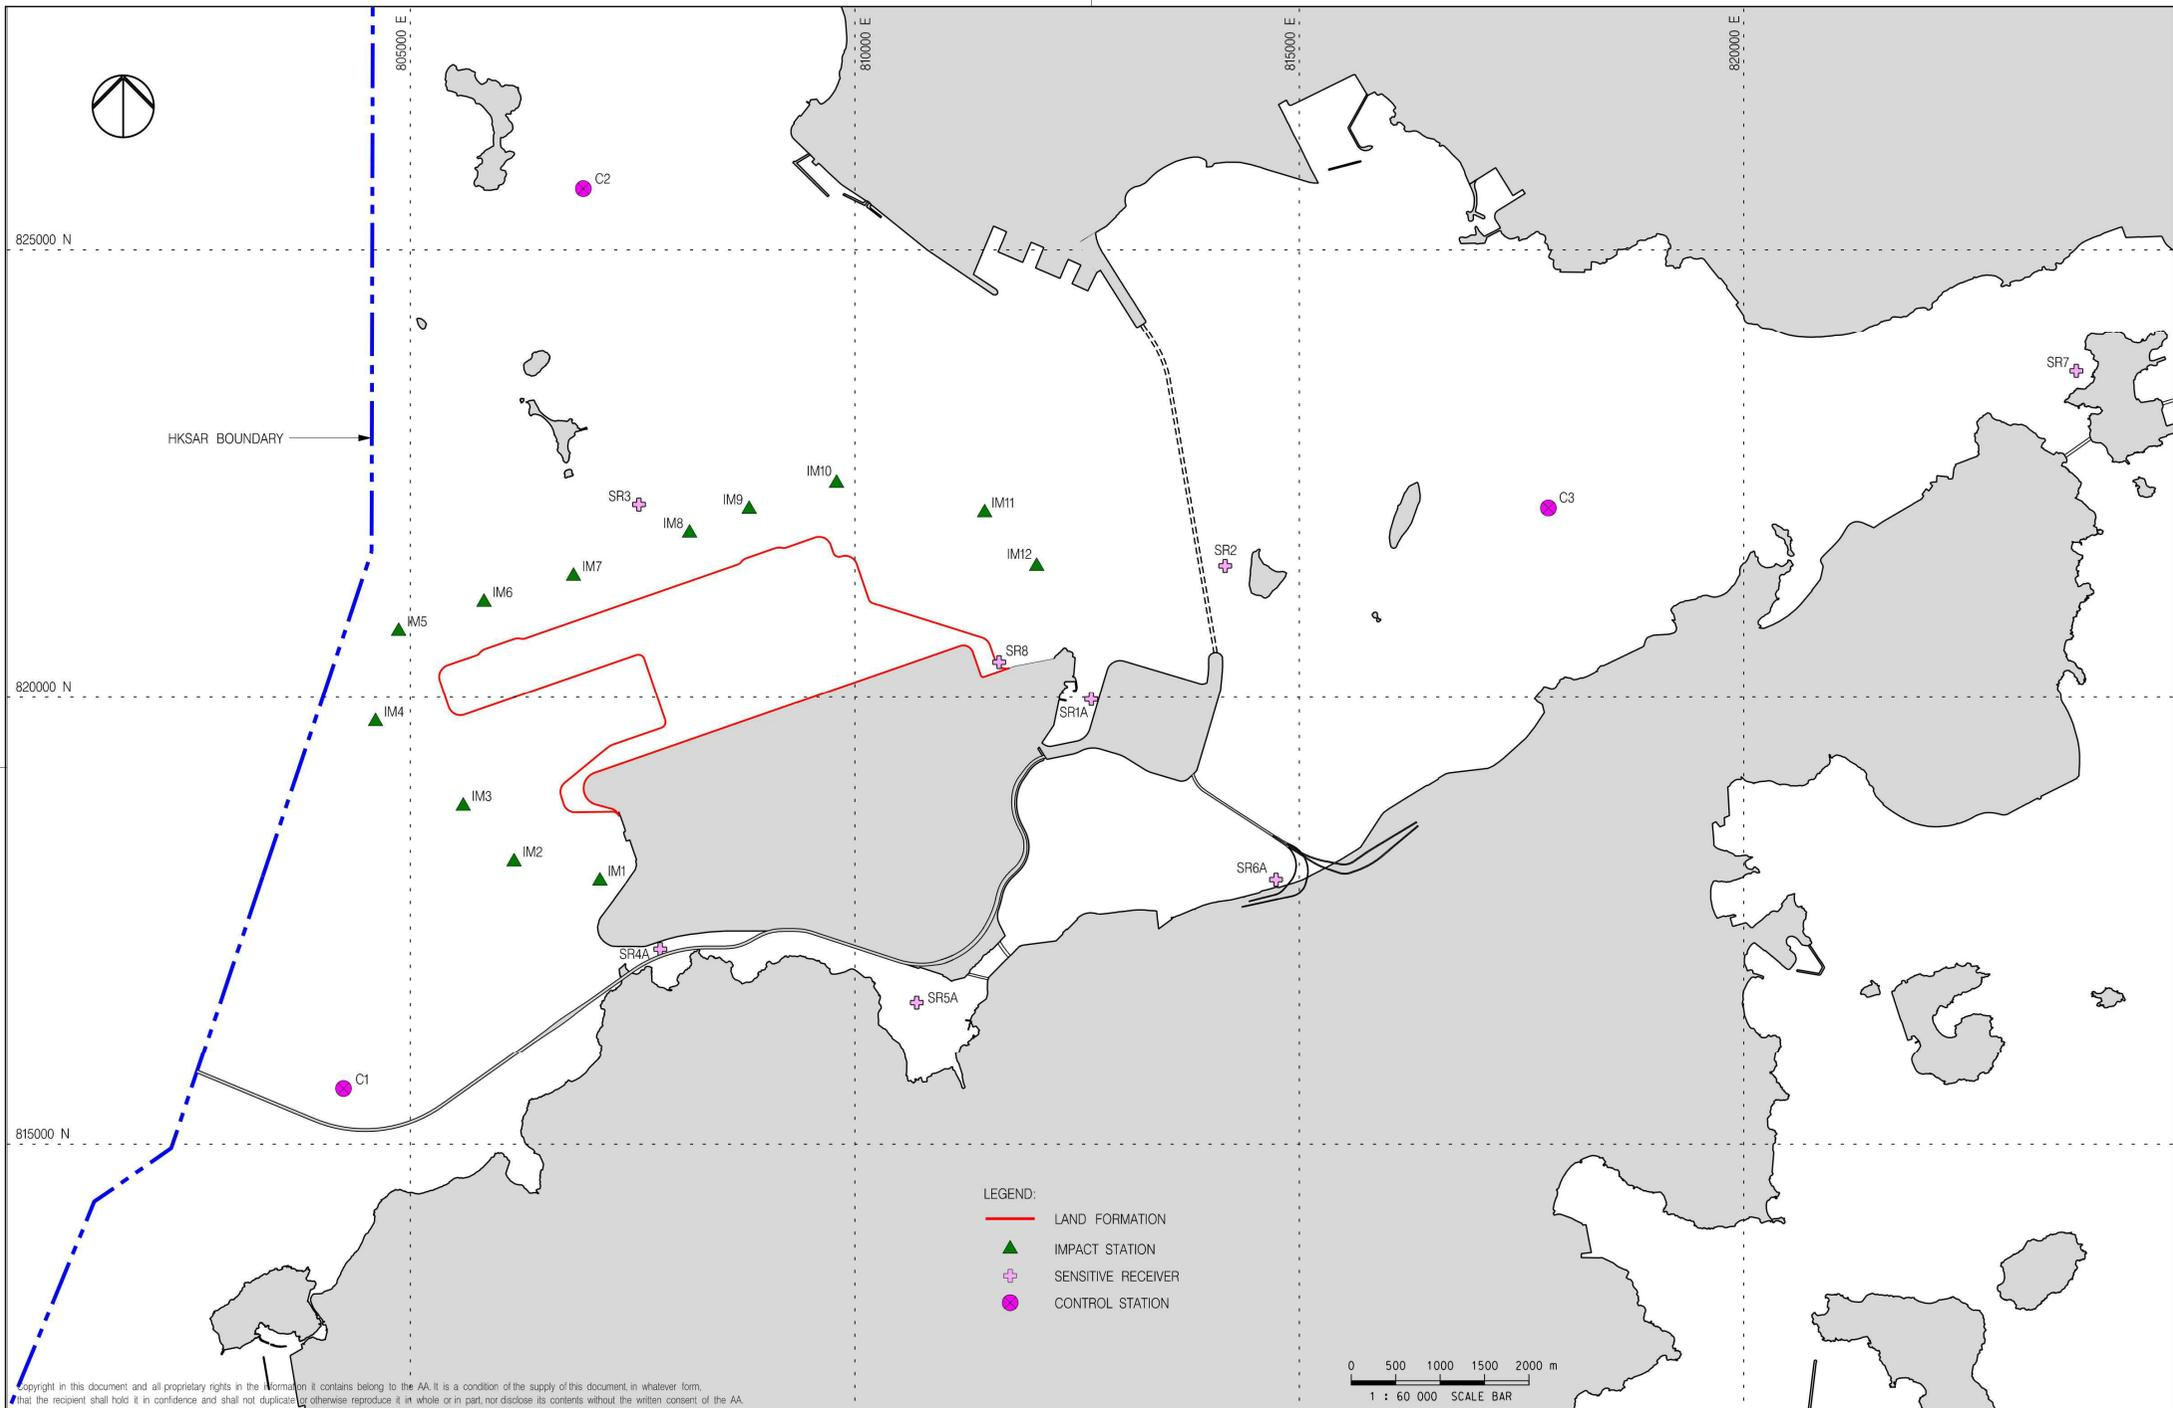 805000 E
810000 E
815000 E
820000 E
C2
825000 N
SR7
HKSAR BOUNDARY
IM10
SR3
IM9
IM11
C3
IM8
IM12
SR2
IM7
IM6
IM5
SR8
820000 N
IM4
SR1A
IM3
IM2
IM1
SR6A
SR4A
SR5A
C1
815000 N
LEGEND:
LAND FORMATION
IMPACT STATION
SENSITIVE RECEIVER
CONTROL STATION
0 500 1000 1500 2000 m
1 : 60 000 SCALE BAR
Copyright in this document and all proprietary rights in the information it contains belong to the AA. It is a condition of the supply of this document, in whatever form,
that the recipient shall hold it in confidence and shall not duplicate or otherwise reproduce it in whole or in part, nor disclose its contents without the written consent of the AA.